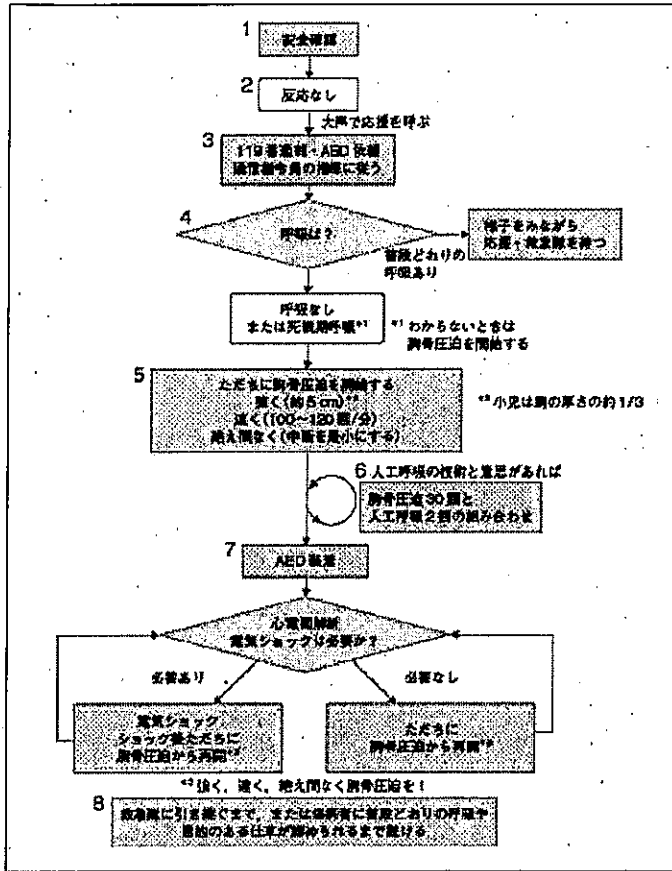 1
安全確認
2
反応なし
大声で応援を呼ぶ
3
119番通報・AED依頼
通信指令員の指導に従う
4
呼吸は？
様子をみながら
応援・救急隊を待つ
普段どおりの
呼吸あり
呼吸なし
または死戦期呼吸*1
*1 わからないときは
胸骨圧迫を開始する
5
ただちに胸骨圧迫を開始する
強く(約5cm)*2
速く(100〜120回/分)
絶え間なく(中断を最小にする)
*2 小児は胸の厚さの約1/3
6 人工呼吸の技術と意思があれば
胸骨圧迫30回と
人工呼吸2回の組み合わせ
7
AED装着
心電図解析
電気ショックは必要か？
必要あり
必要なし
電気ショック
ショック後ただちに
胸骨圧迫から再開*3
ただちに
胸骨圧迫から再開*3
*3 強く、速く、絶え間なく胸骨圧迫を！
8
救急隊に引き継ぐまで、または傷病者に普段どおりの呼吸や
目的のある仕草が認められるまで続ける